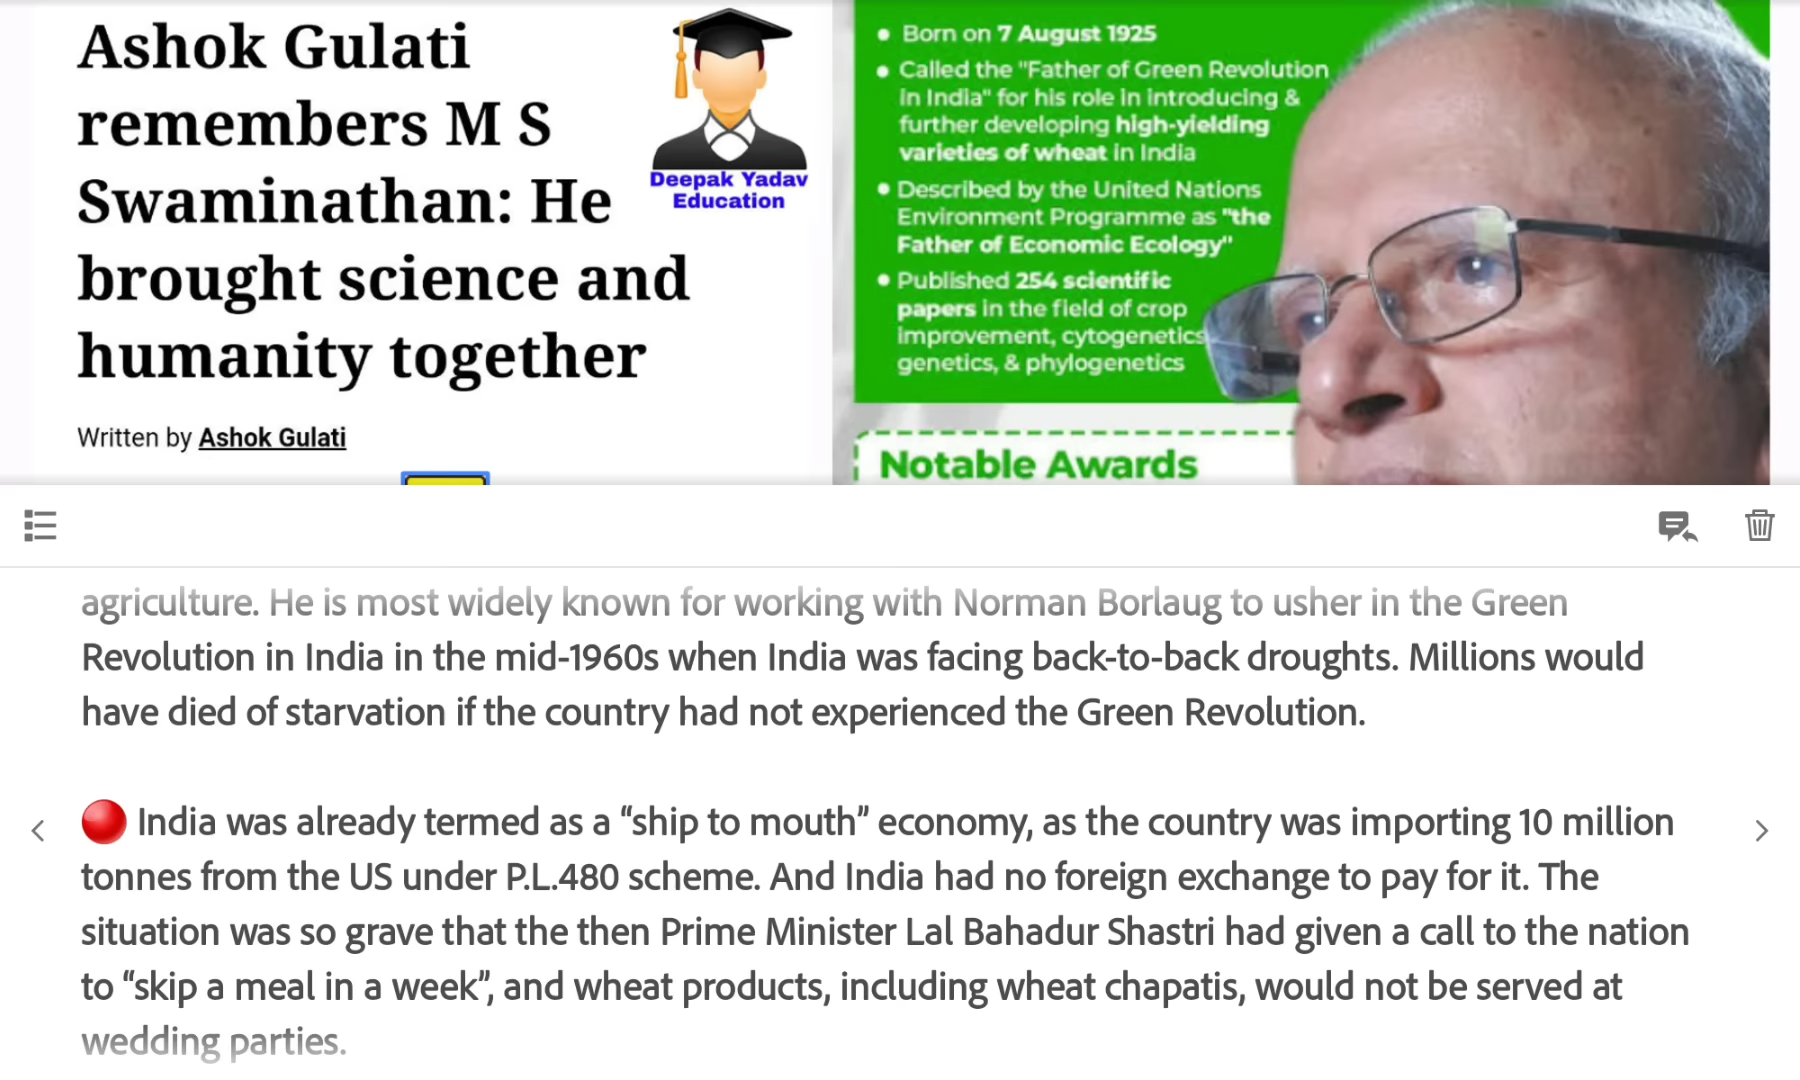 Ashok Gulati
remembers M S
Swaminathan: He
brought science and
humanity together
Written by Ashok Gulati
Deepak Yadav
Education
• Born on 7 August 1925
• Called the "Father of Green Revolution
in India" for his role in introducing &
further developing high-yielding
varieties of wheat in India
• Described by the United Nations
Environment Programme as "the
Father of Economic Ecology"
• Published 254 scientific
papers in the field of crop
improvement, cytogenetics
genetics, & phylogenetics
Notable Awards
agriculture. He is most widely known for working with Norman Borlaug to usher in the Green
Revolution in India in the mid-1960s when India was facing back-to-back droughts. Millions would
have died of starvation if the country had not experienced the Green Revolution.
🔴 India was already termed as a “ship to mouth” economy, as the country was importing 10 million
tonnes from the US under P.L.480 scheme. And India had no foreign exchange to pay for it. The
situation was so grave that the then Prime Minister Lal Bahadur Shastri had given a call to the nation
to “skip a meal in a week”, and wheat products, including wheat chapatis, would not be served at
wedding parties.